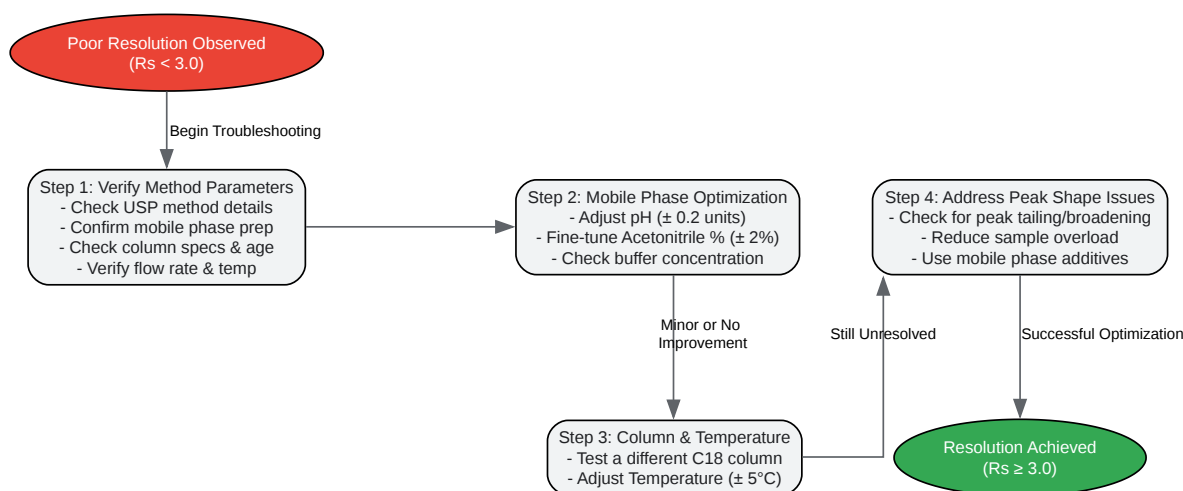 Poor Resolution Observed
(Rs < 3.0)
Begin Troubleshooting
Step 1: Verify Method Parameters
- Check USP method details
- Confirm mobile phase prep
- Check column specs & age
- Verify flow rate & temp
Step 2: Mobile Phase Optimization
- Adjust pH (± 0.2 units)
- Fine-tune Acetonitrile % (± 2%)
- Check buffer concentration
Minor or No
Improvement
Step 3: Column & Temperature
- Test a different C18 column
- Adjust Temperature (± 5°C)
Still Unresolved
Step 4: Address Peak Shape Issues
- Check for peak tailing/broadening
- Reduce sample overload
- Use mobile phase additives
Successful Optimization
Resolution Achieved
(Rs ≥ 3.0)